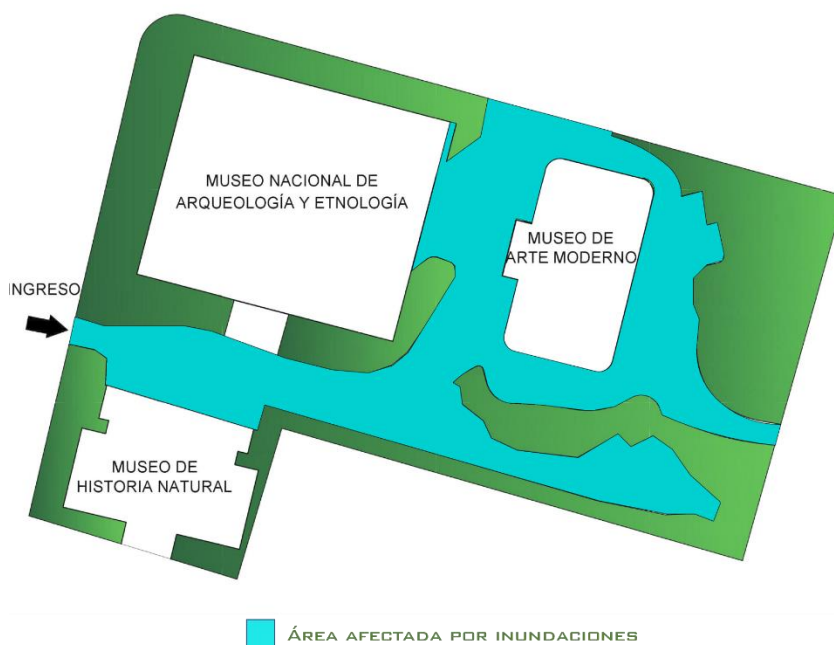 MUSEO NACIONAL DE
ARQUEOLOGÍA Y ETNOLOGÍA
MUSEO DE
ARTE MODERNO
INGRESO
MUSEO DE
HISTORIA NATURAL
ÁREA AFECTADA POR INUNDACIONES